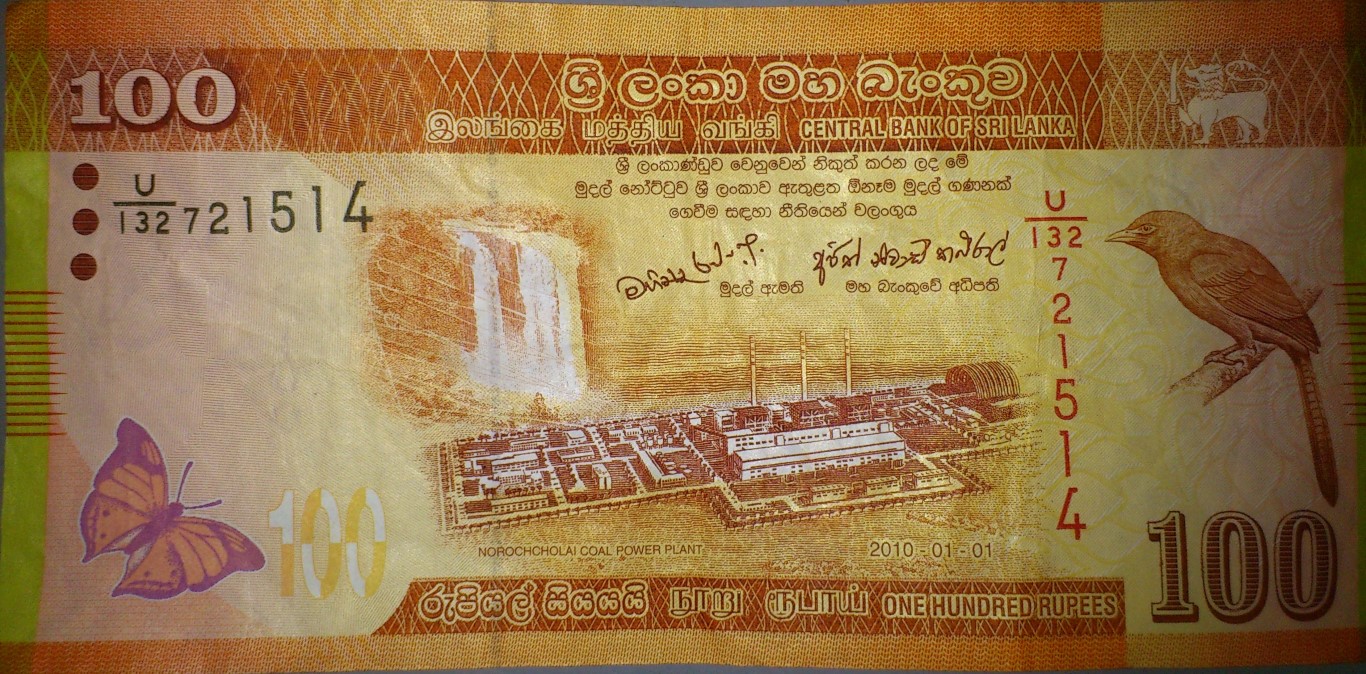 100
ශ්‍රී ලංකා මහ බැංකුව
இலங்கை மத்திய வங்கி CENTRAL BANK OF SRI LANKA
ශ්‍රී ලංකාණ්ඩුව වෙනුවෙන් නිකුත් කරන ලද මේ
මුදල් නෝට්ටුව ශ්‍රී ලංකාව ඇතුළත ඕනෑම මුදල් ගණනක්
ගෙවීම සඳහා නීතියෙන් වලංගුය
U/132 721514
U/132 721514
මුදල් ඇමති මහ බැංකුවේ අධිපති
100
NOROCHCHOLAI COAL POWER PLANT 2010-01-01
රුපියල් සියයයි நூறு ரூபாய் ONE HUNDRED RUPEES
100